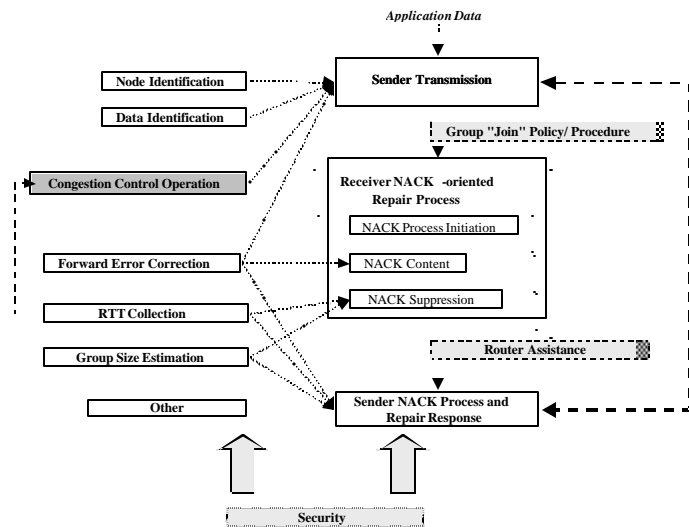 Application Data
Sender Transmission
Node Identification
Data Identification
Group "Join" Policy/ Procedure
Congestion Control Operation
Receiver NACK -oriented
Repair Process
NACK Process Initiation
Forward Error Correction
NACK Content
NACK Suppression
RTT Collection
Group Size Estimation
Router Assistance
Other
Sender NACK Process and
Repair Response
Security